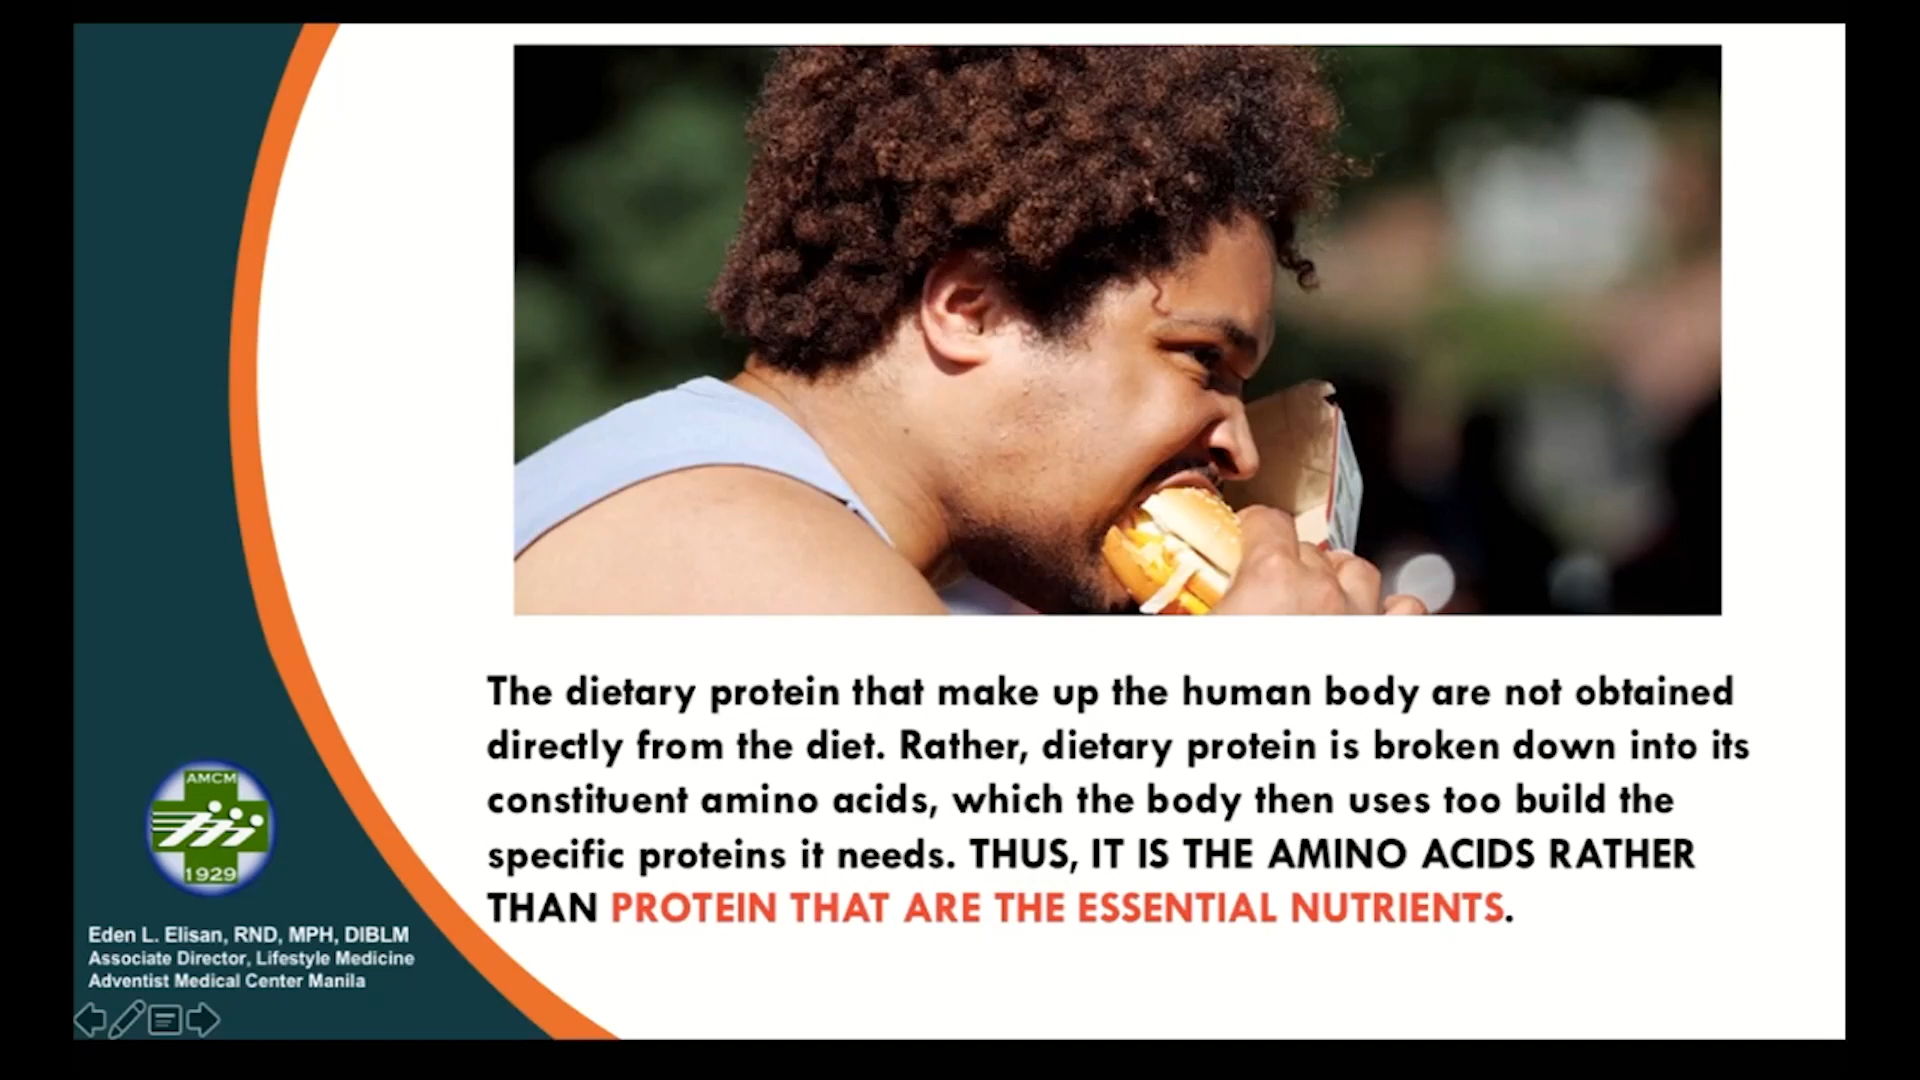 The dietary protein that make up the human body are not obtained
directly from the diet. Rather, dietary protein is broken down into its
constituent amino acids, which the body then uses too build the
specific proteins it needs. THUS, IT IS THE AMINO ACIDS RATHER
THAN PROTEIN THAT ARE THE ESSENTIAL NUTRIENTS.
AMCM
1929
Eden L. Elisan, RND, MPH, DIBLM
Associate Director, Lifestyle Medicine
Adventist Medical Center Manila